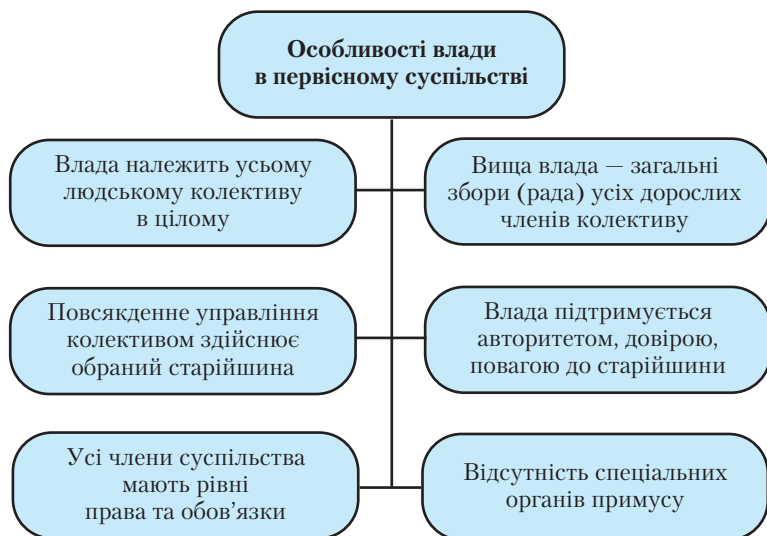 Особливості влади
в первісному суспільстві
Влада належить усьому
людському колективу
в цілому
Вища влада — загальні
збори (рада) усіх дорослих
членів колективу
Повсякденне управління
колективом здійснює
обраний старійшина
Влада підтримується
авторитетом, довірою,
повагою до старійшини
Усі члени суспільства
мають рівні
права та обов’язки
Відсутність спеціальних
органів примусу